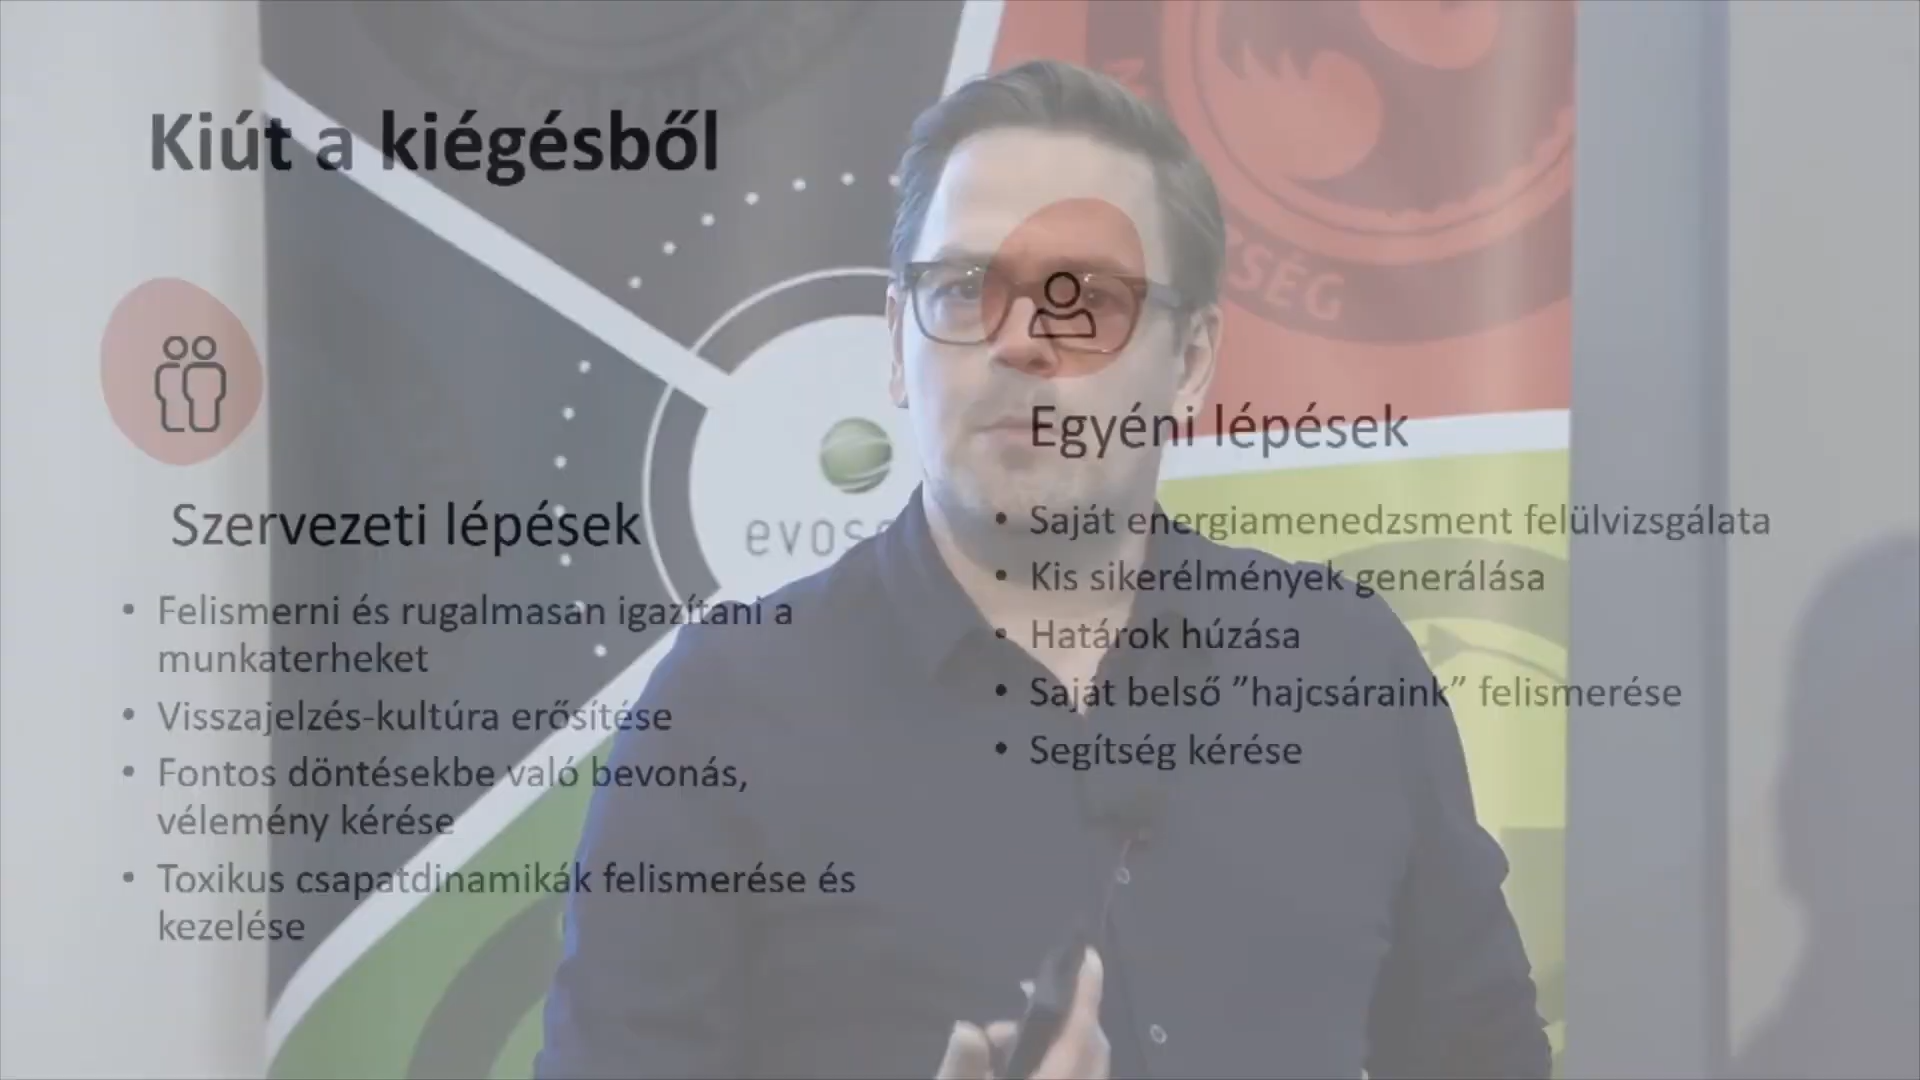 Kiút a kiégésből
Szervezeti lépések
• Felismerni és rugalmasan igazítani a
munkaterheket
• Visszajelzés-kultúra erősítése
• Fontos döntésekbe való bevonás,
vélemény kérése
• Toxikus csapatdinamikák felismerése és
kezelése
Egyéni lépések
• Saját energiamenedzsment felülvizsgálata
• Kis sikerélmények generálása
• Határok húzása
• Saját belső ”hajcsáraink” felismerése
• Segítség kérése